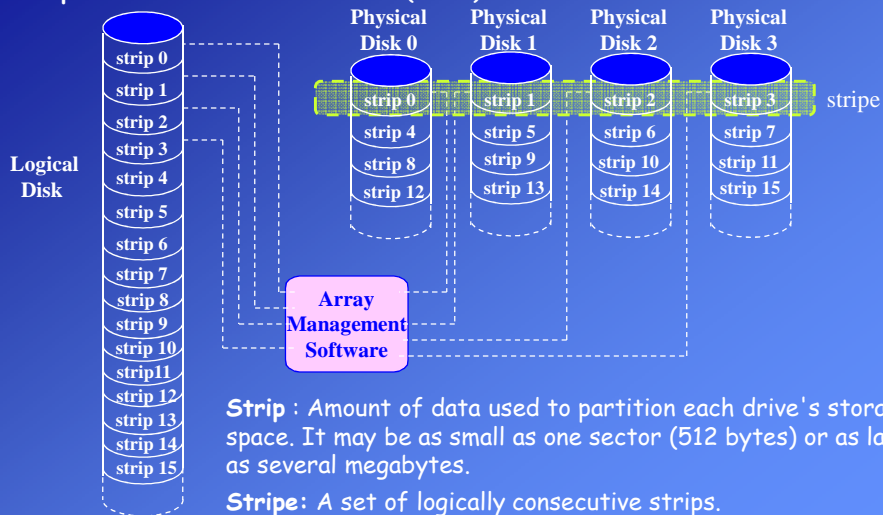 Physical Disk 0
Physical Disk 1
Physical Disk 2
Physical Disk 3
Logical Disk
strip 0
strip 1
strip 2
strip 3
strip 4
strip 5
strip 6
strip 7
strip 8
strip 9
strip 10
strip11
strip 12
strip 13
strip 14
strip 15
strip 0
strip 4
strip 8
strip 12
strip 1
strip 5
strip 9
strip 13
strip 2
strip 6
strip 10
strip 14
strip 3
strip 7
strip 11
strip 15
stripe
Array
Management
Software
Strip : Amount of data used to partition each drive's
space. It may be as small as one sector (512 bytes) or as
as several megabytes.
Stripe: A set of logically consecutive strips.